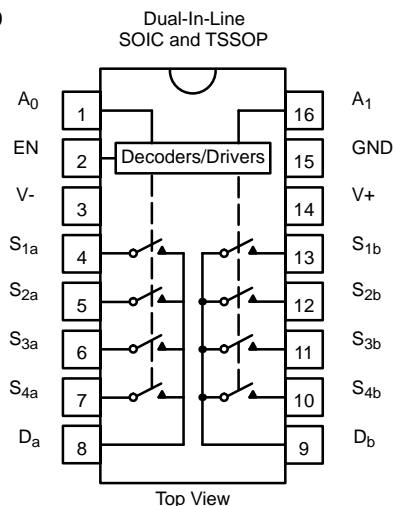 Dual-In-Line
SOIC and TSSOP
A0 1 16 A1
EN 2 Decoders/Drivers 15 GND
V- 3 14 V+
S1a 4 13 S1b
S2a 5 12 S2b
S3a 6 11 S3b
S4a 7 10 S4b
Da 8 9 Db
Top View